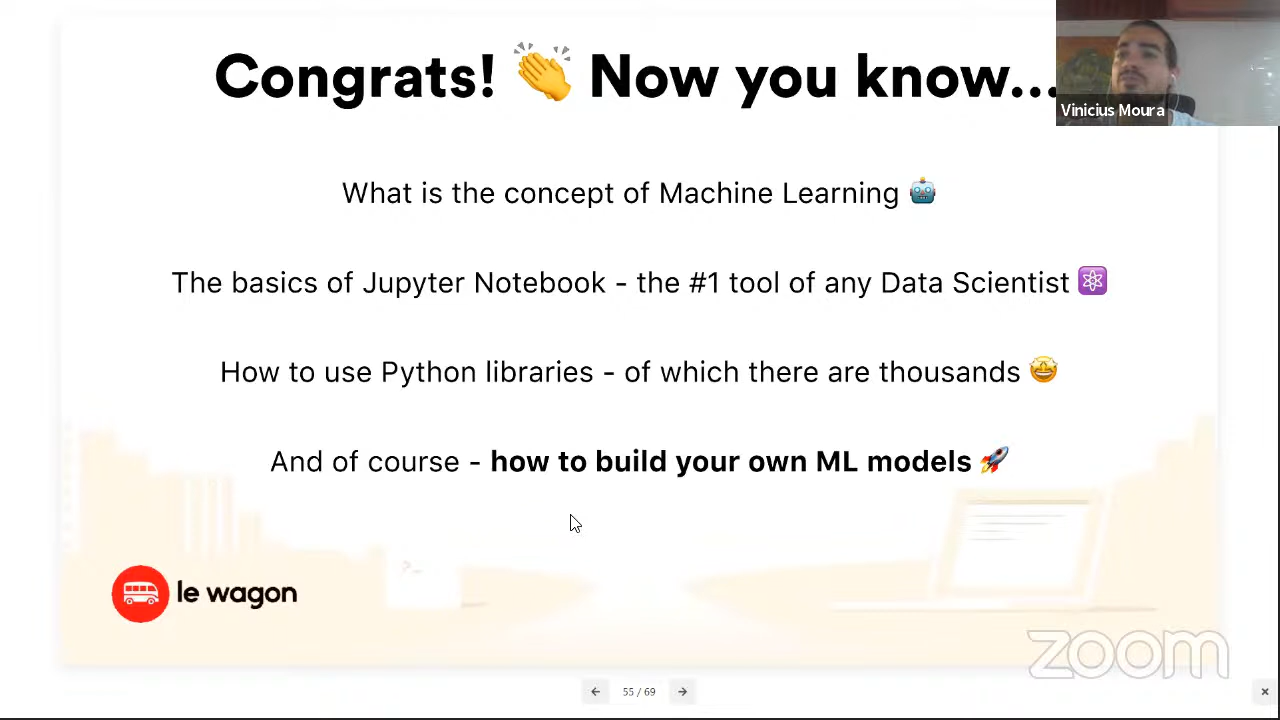 Congrats! 👏 Now you know...
Vinicius Moura
What is the concept of Machine Learning 🤖
The basics of Jupyter Notebook - the #1 tool of any Data Scientist ⚛️
How to use Python libraries - of which there are thousands 🤩
And of course - how to build your own ML models 🚀
le wagon
zoom
55 / 69